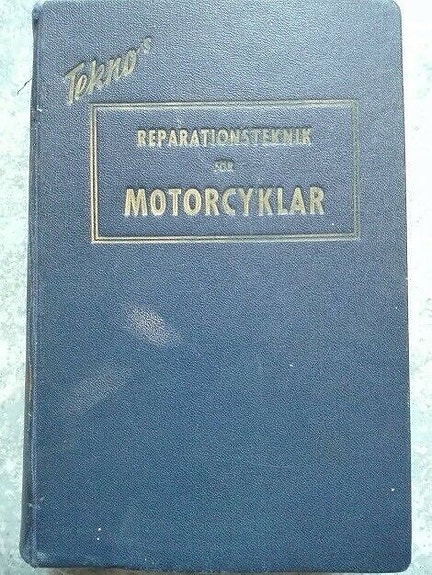 Tekno's
REPARATIONSTEKNIK
FÖR
MOTORCYKLAR